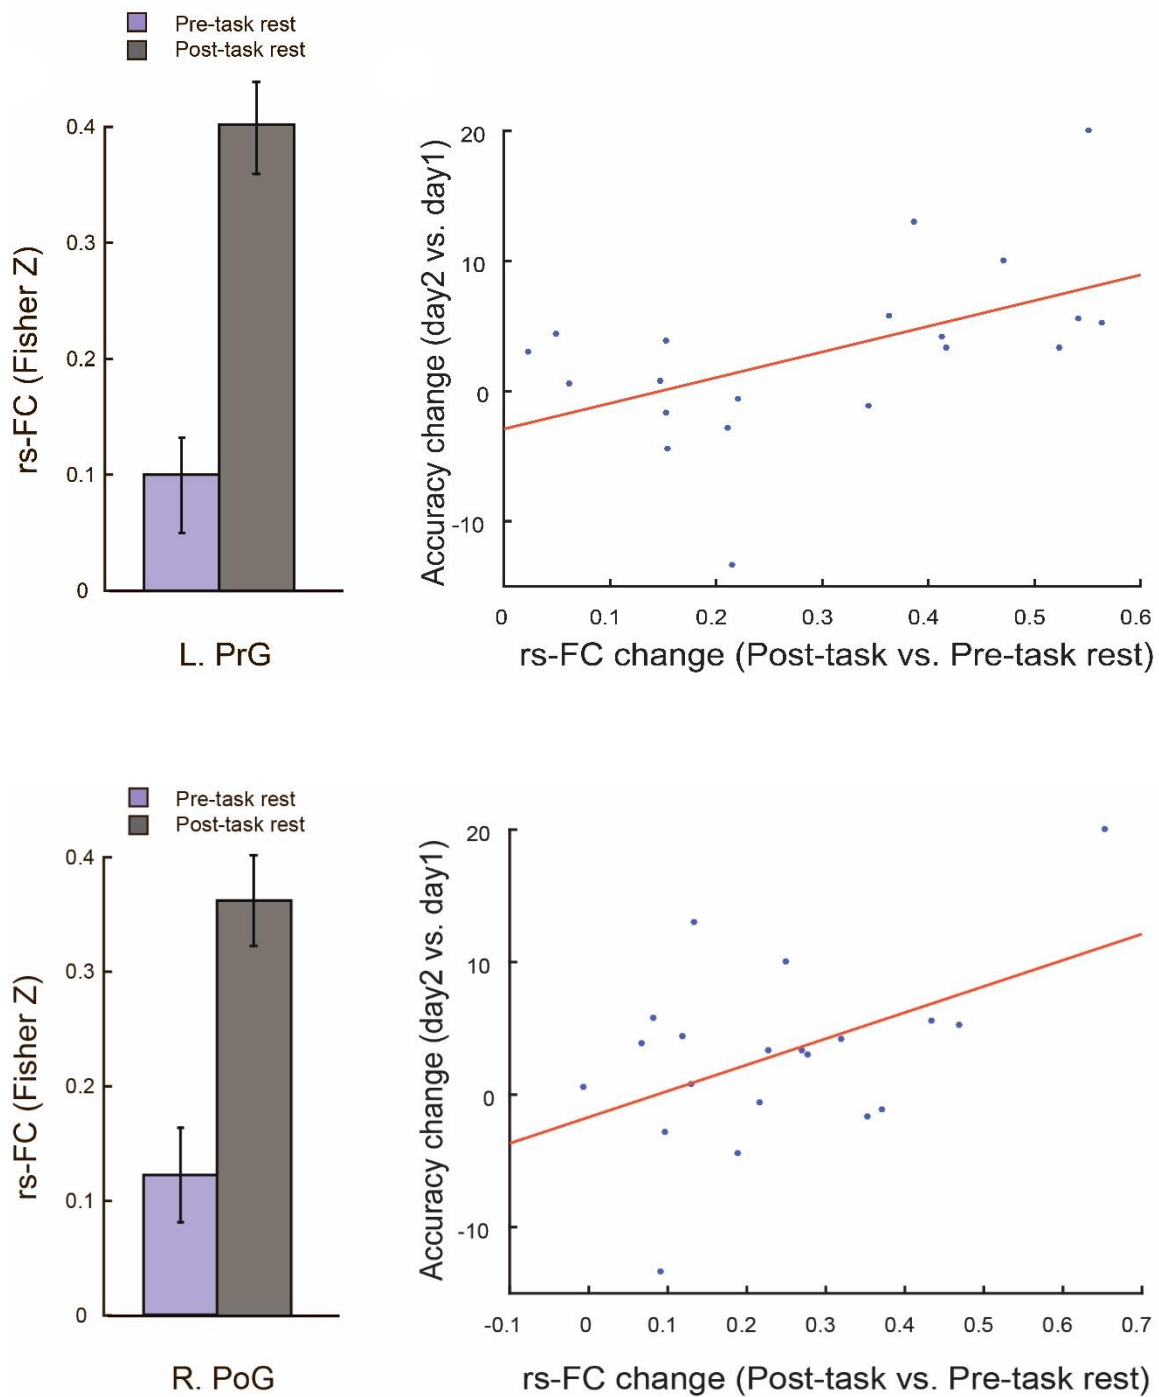 Pre-task rest
Post-task rest
rs-FC (Fisher Z)
0.4
0.3
0.2
0.1
0
L. PrG
Accuracy change (day2 vs. day1)
20
10
0
-10
0 0.1 0.2 0.3 0.4 0.5 0.6
rs-FC change (Post-task vs. Pre-task rest)
Pre-task rest
Post-task rest
rs-FC (Fisher Z)
0.4
0.3
0.2
0.1
0
R. PoG
Accuracy change (day2 vs. day1)
20
10
0
-10
-0.1 0 0.1 0.2 0.3 0.4 0.5 0.6 0.7
rs-FC change (Post-task vs. Pre-task rest)